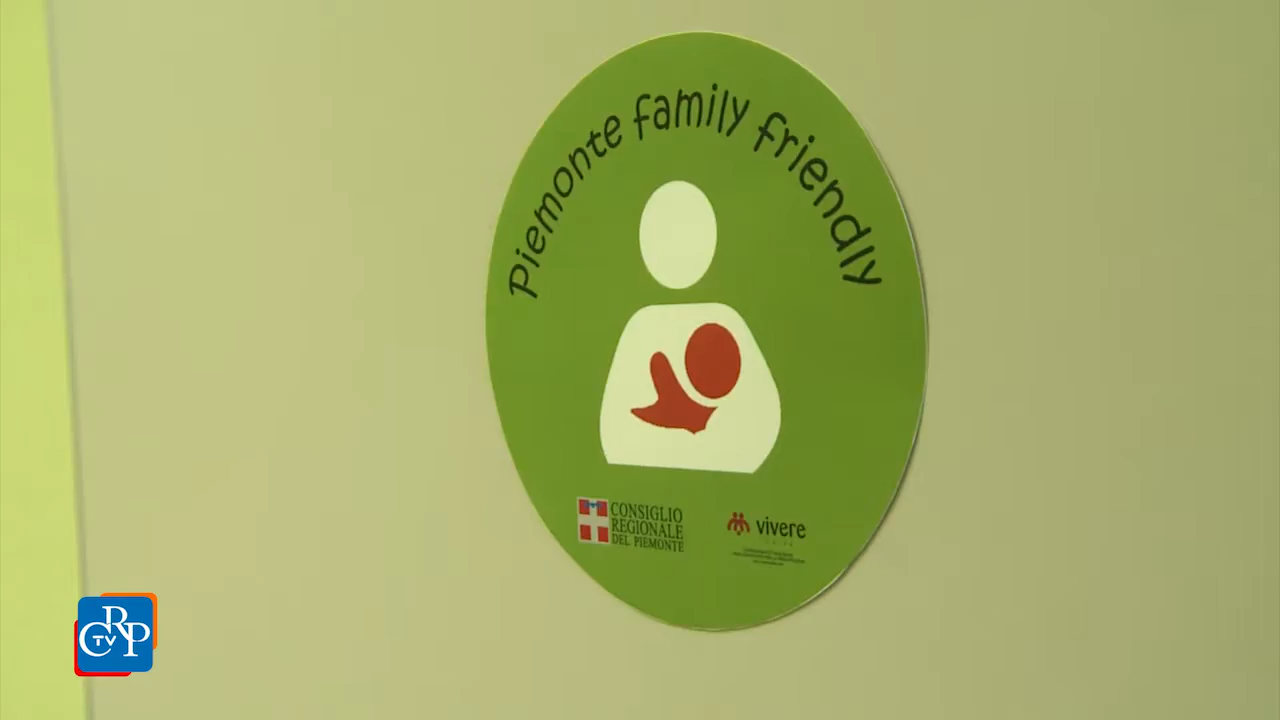 Piemonte family friendly
CONSIGLIO
REGIONALE
DEL PIEMONTE
vivere
CRP
TV